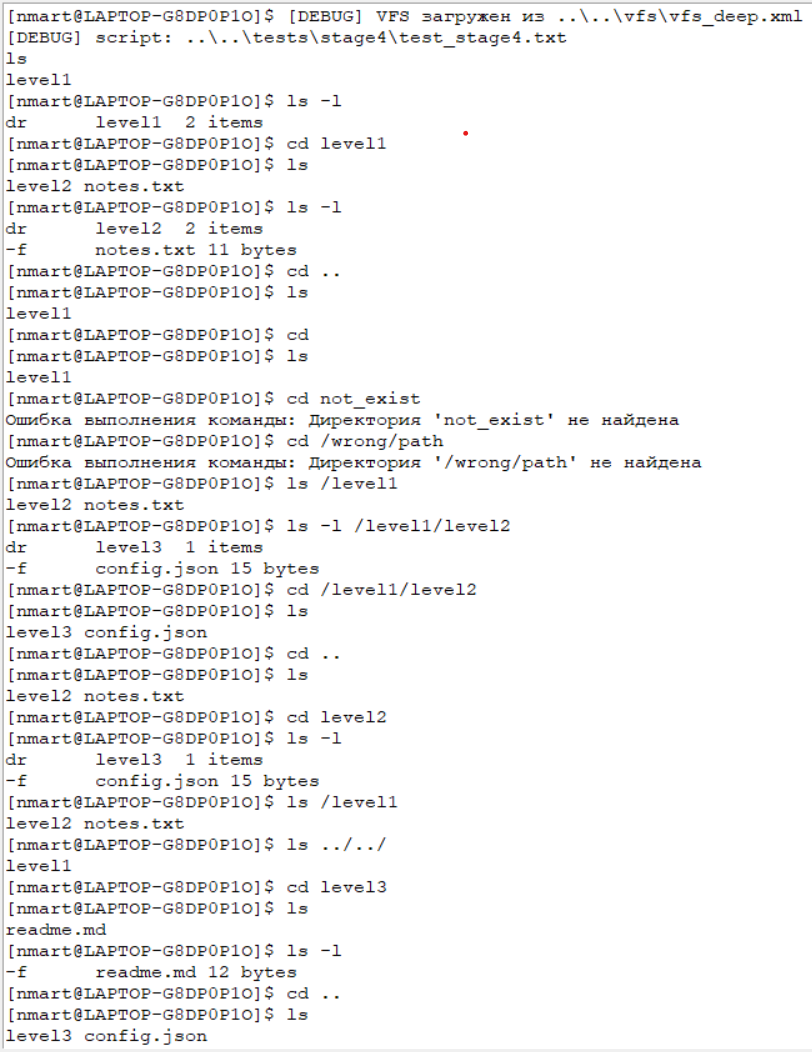 [nmart@LAPTOP-G8DP0P1O]$ [DEBUG] VFS загружен из ..\..\vfs\vfs_deep.xml
[DEBUG] script: ..\..\tests\stage4\test_stage4.txt
ls
level1
[nmart@LAPTOP-G8DP0P1O]$ ls -l
dr      level1  2 items
[nmart@LAPTOP-G8DP0P1O]$ cd level1
[nmart@LAPTOP-G8DP0P1O]$ ls
level2 notes.txt
[nmart@LAPTOP-G8DP0P1O]$ ls -l
dr      level2  2 items
-f      notes.txt 11 bytes
[nmart@LAPTOP-G8DP0P1O]$ cd ..
[nmart@LAPTOP-G8DP0P1O]$ ls
level1
[nmart@LAPTOP-G8DP0P1O]$ cd
[nmart@LAPTOP-G8DP0P1O]$ ls
level1
[nmart@LAPTOP-G8DP0P1O]$ cd not_exist
Ошибка выполнения команды: Директория 'not_exist' не найдена
[nmart@LAPTOP-G8DP0P1O]$ cd /wrong/path
Ошибка выполнения команды: Директория '/wrong/path' не найдена
[nmart@LAPTOP-G8DP0P1O]$ ls /level1
level2 notes.txt
[nmart@LAPTOP-G8DP0P1O]$ ls -l /level1/level2
dr      level3  1 items
-f      config.json 15 bytes
[nmart@LAPTOP-G8DP0P1O]$ cd /level1/level2
[nmart@LAPTOP-G8DP0P1O]$ ls
level3 config.json
[nmart@LAPTOP-G8DP0P1O]$ cd ..
[nmart@LAPTOP-G8DP0P1O]$ ls
level2 notes.txt
[nmart@LAPTOP-G8DP0P1O]$ cd level2
[nmart@LAPTOP-G8DP0P1O]$ ls -l
dr      level3  1 items
-f      config.json 15 bytes
[nmart@LAPTOP-G8DP0P1O]$ ls /level1
level2 notes.txt
[nmart@LAPTOP-G8DP0P1O]$ ls ../../
level1
[nmart@LAPTOP-G8DP0P1O]$ cd level3
[nmart@LAPTOP-G8DP0P1O]$ ls
readme.md
[nmart@LAPTOP-G8DP0P1O]$ ls -l
-f      readme.md 12 bytes
[nmart@LAPTOP-G8DP0P1O]$ cd ..
[nmart@LAPTOP-G8DP0P1O]$ ls
level3 config.json